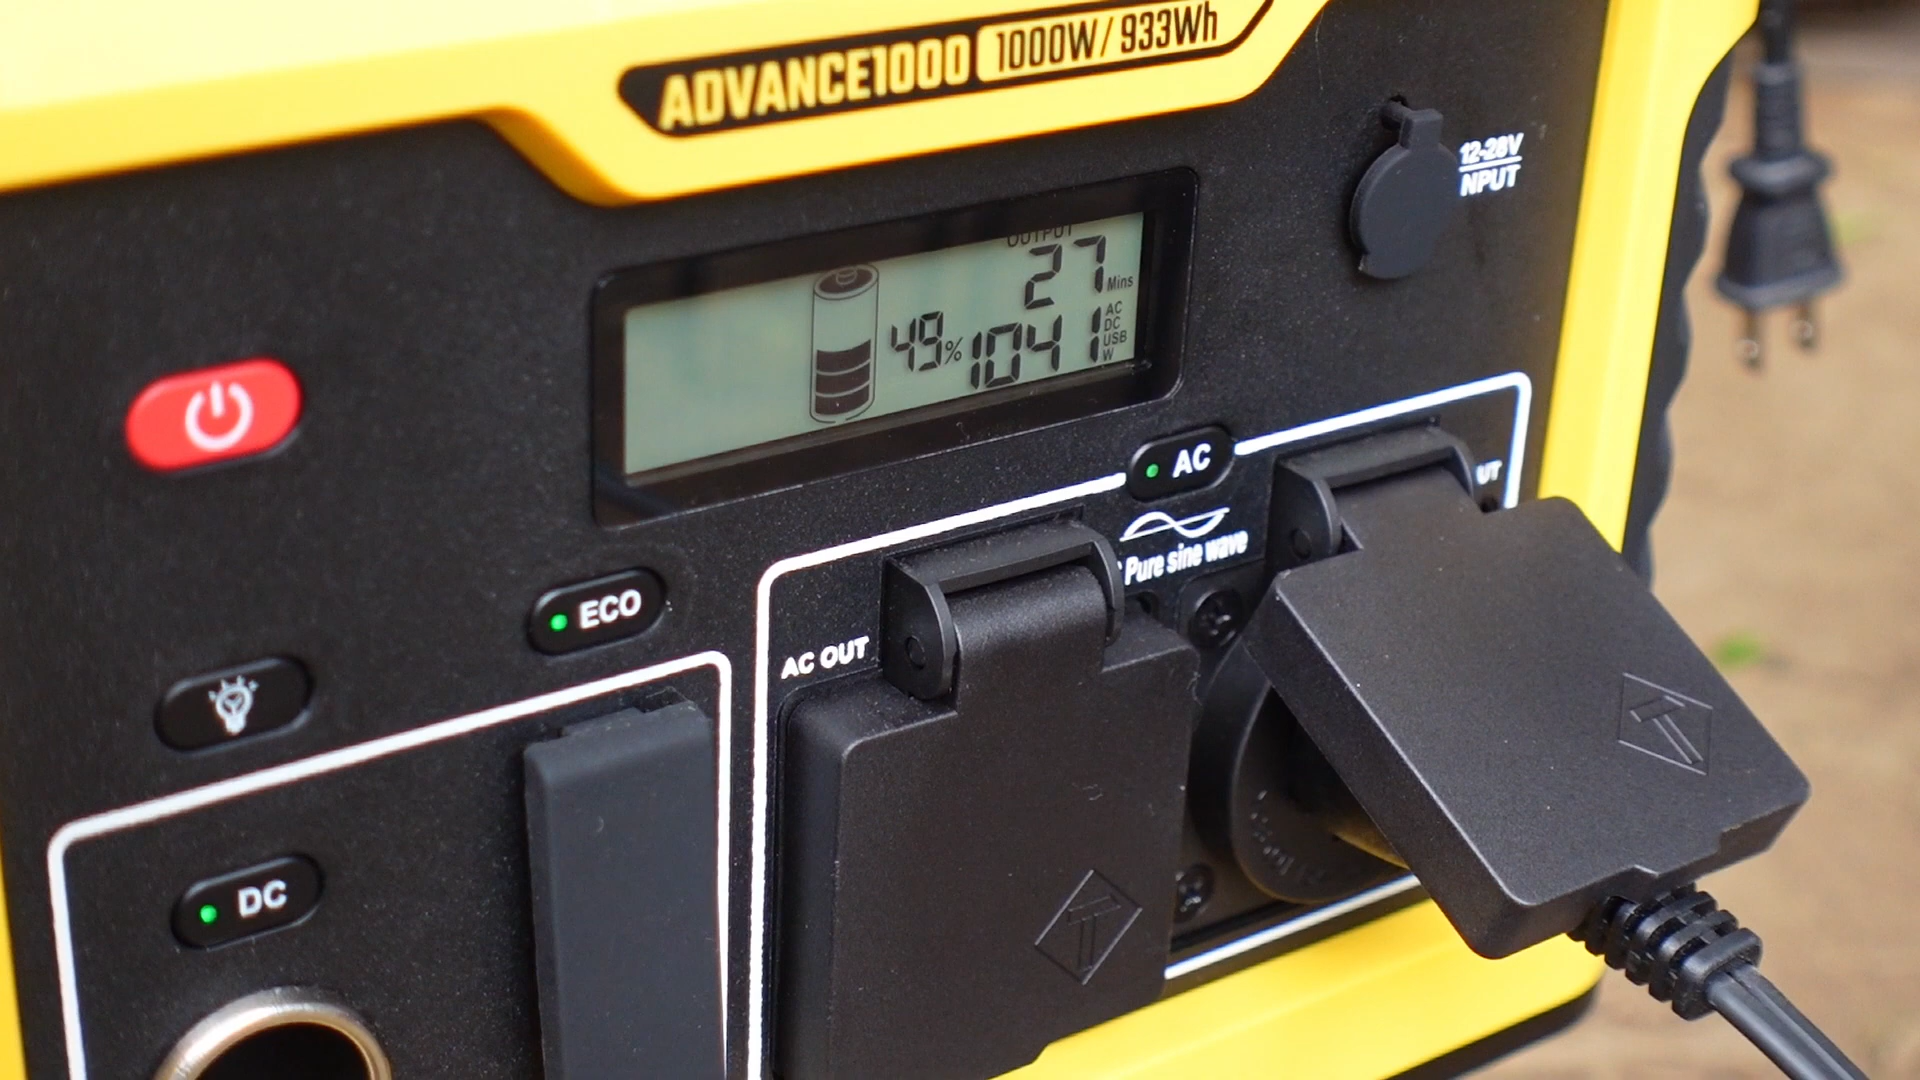 ADVANCE1000 1000W/933Wh
12-28V
NPUT
OUTPUT
27 Mins
49% 1041
AC
DC
USB
W
AC
UT
Pure sine wave
ECO
AC OUT
DC